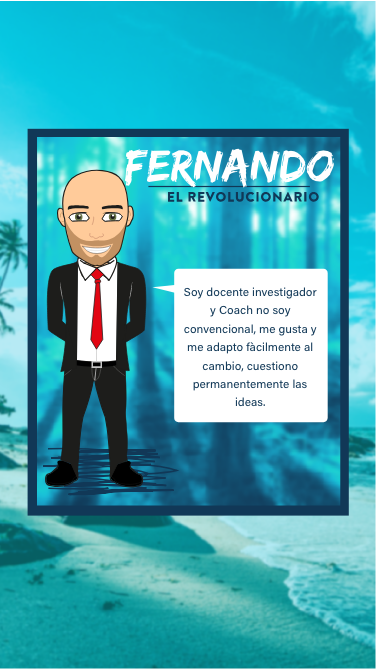 FERNANDO
EL REVOLUCIONARIO
Soy docente investigador
y Coach no soy
convencional, me gusta y
me adapto fàcilmente al
cambio, cuestiono
permanentemente las
ideas.